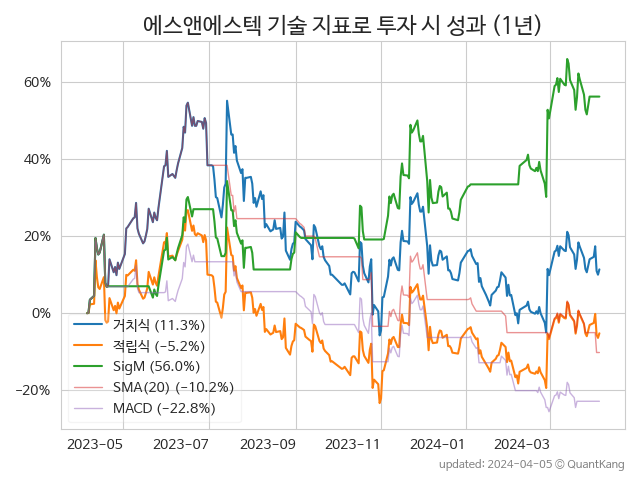 에스앤에스텍 기술 지표로 투자 시 성과 (1년)
60%
40%
20%
0%
−20%
거치식 (11.3%)
적립식 (−5.2%)
SigM (56.0%)
SMA(20) (−10.2%)
MACD (−22.8%)
2023-05 2023-07 2023-09 2023-11 2024-01 2024-03
updated: 2024-04-05 © QuantKang